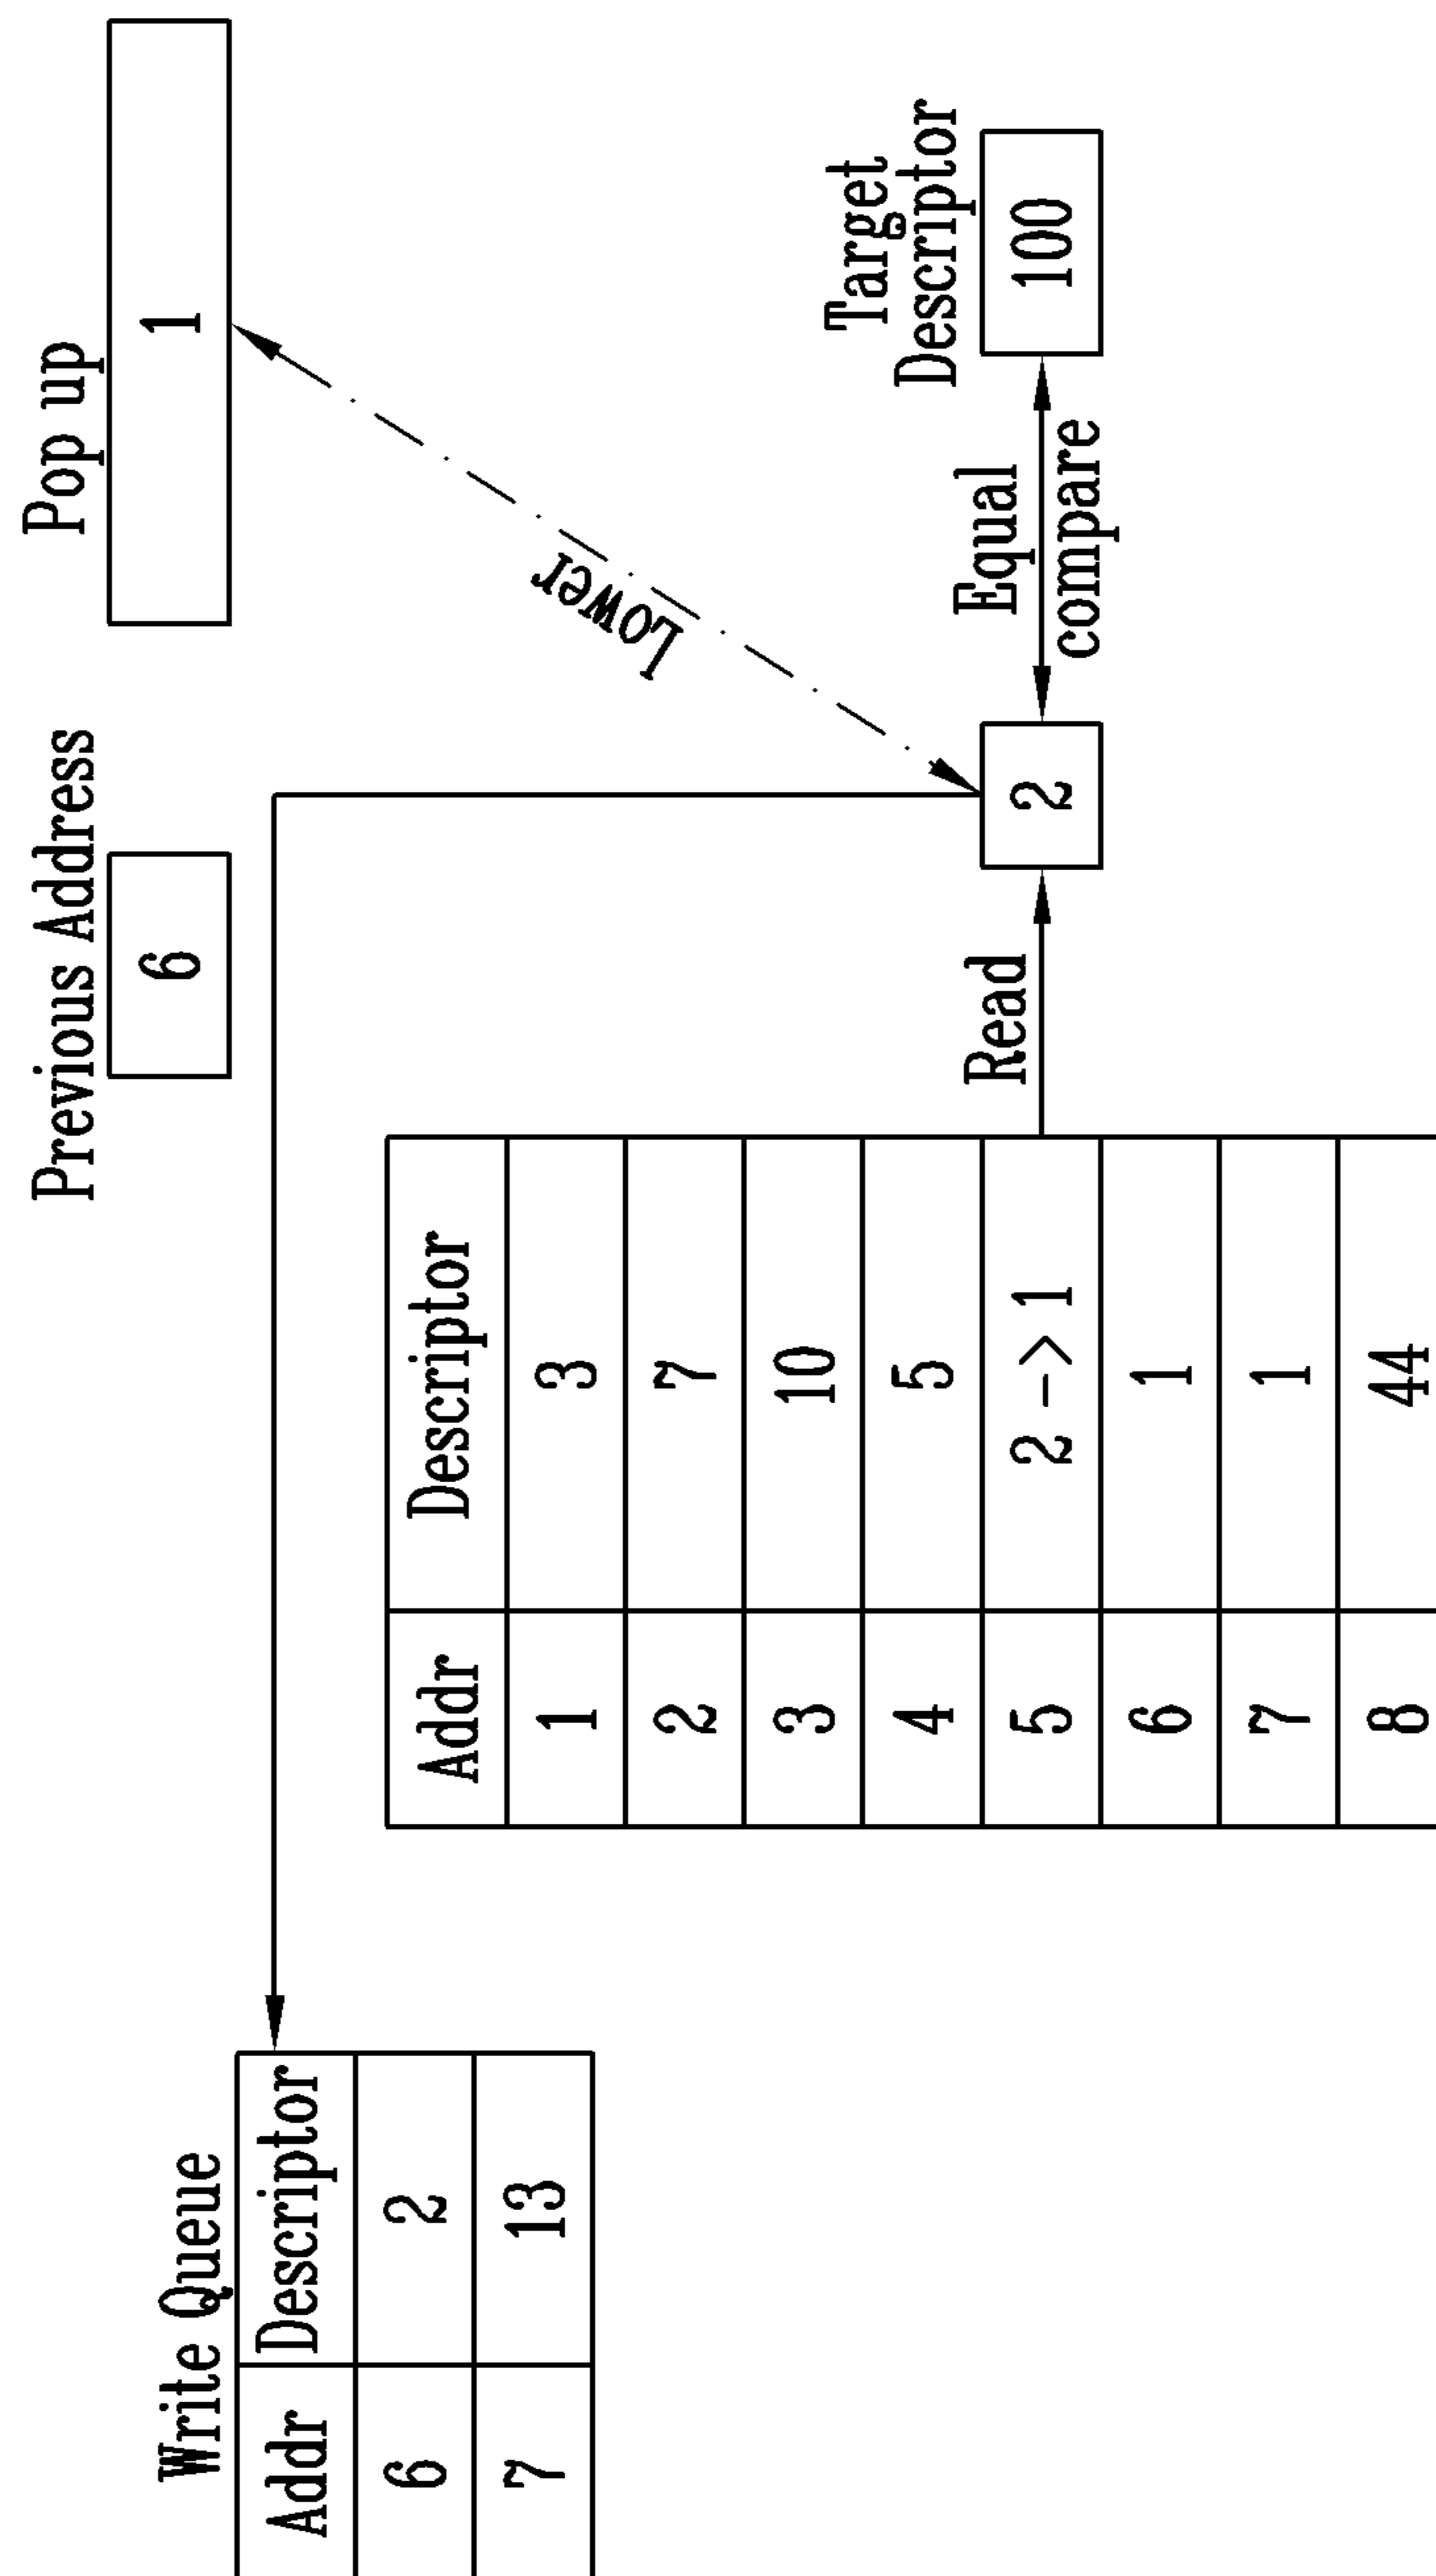 Write Queue
Addr Descriptor
6 2
7 13
Previous Address
6
Pop up
1
Lower
Addr Descriptor
1 3
2 7
3 10
4 5
5 2 -> 1
6 1
7 1
8 44
Read
2
Equal
compare
Target
Descriptor
100